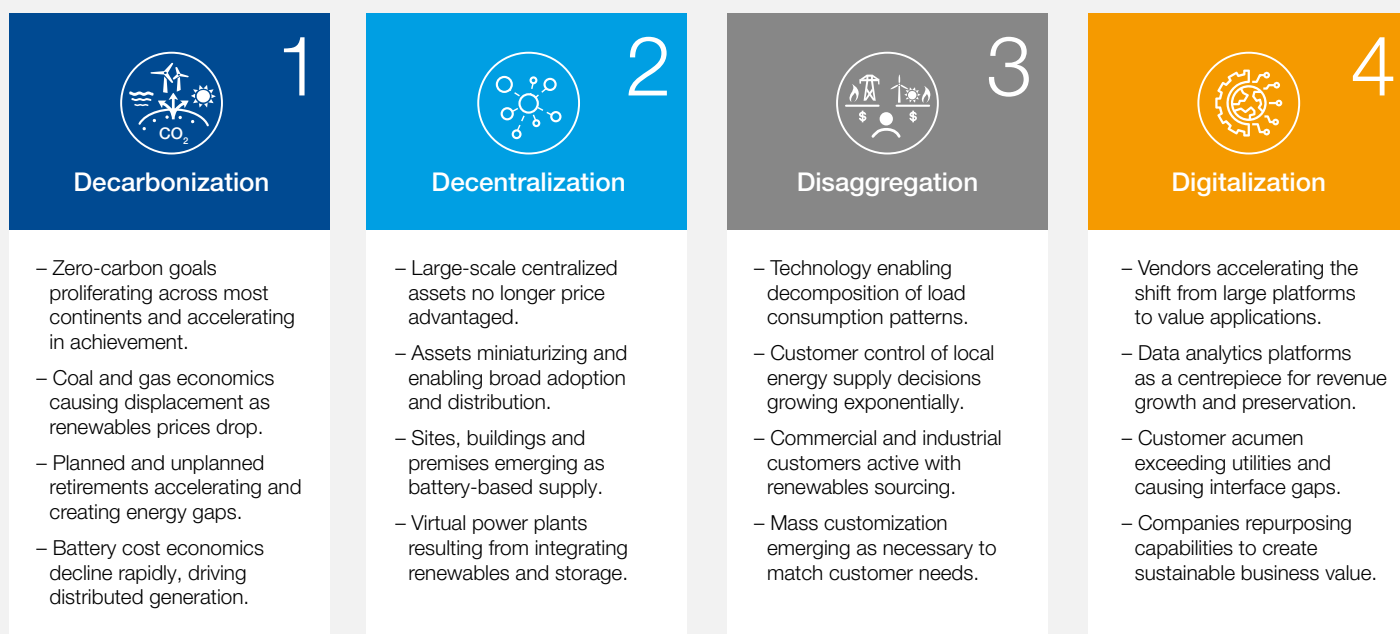 1
CO₂
Decarbonization
– Zero-carbon goals
proliferating across most
continents and accelerating
in achievement.
– Coal and gas economics
causing displacement as
renewables prices drop.
– Planned and unplanned
retirements accelerating and
creating energy gaps.
– Battery cost economics
decline rapidly, driving
distributed generation.
2
Decentralization
– Large-scale centralized
assets no longer price
advantaged.
– Assets miniaturizing and
enabling broad adoption
and distribution.
– Sites, buildings and
premises emerging as
battery-based supply.
– Virtual power plants
resulting from integrating
renewables and storage.
3
$ $
Disaggregation
– Technology enabling
decomposition of load
consumption patterns.
– Customer control of local
energy supply decisions
growing exponentially.
– Commercial and industrial
customers active with
renewables sourcing.
– Mass customization
emerging as necessary to
match customer needs.
4
Digitalization
– Vendors accelerating the
shift from large platforms
to value applications.
– Data analytics platforms
as a centrepiece for revenue
growth and preservation.
– Customer acumen
exceeding utilities and
causing interface gaps.
– Companies repurposing
capabilities to create
sustainable business value.